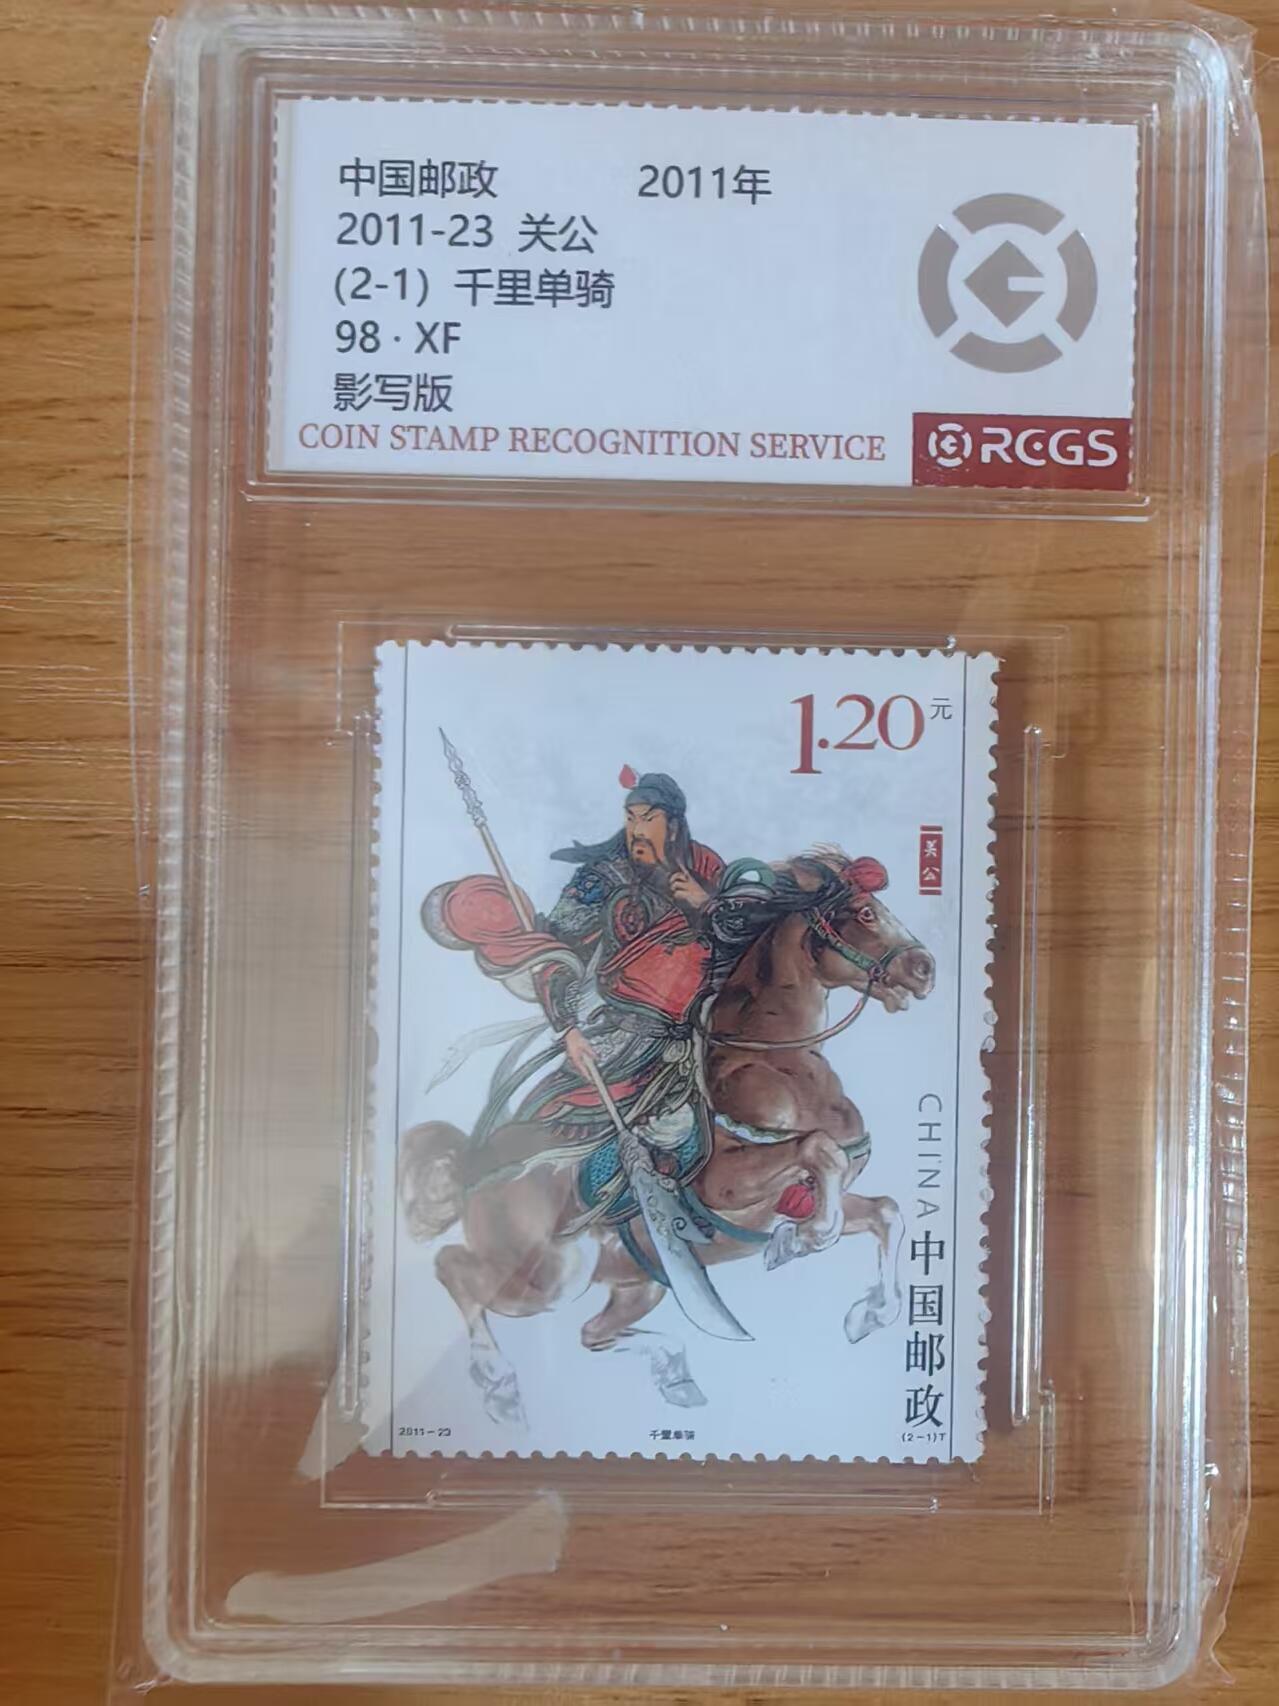 中国邮政 2011年
2011-23 关公
(2-1) 千里单骑
98·XF
影写版
COIN STAMP RECOGNITION SERVICE
RCGS
1.20元
关公
CHINA
中国邮政
2011-23
千里单骑
(2-1)T